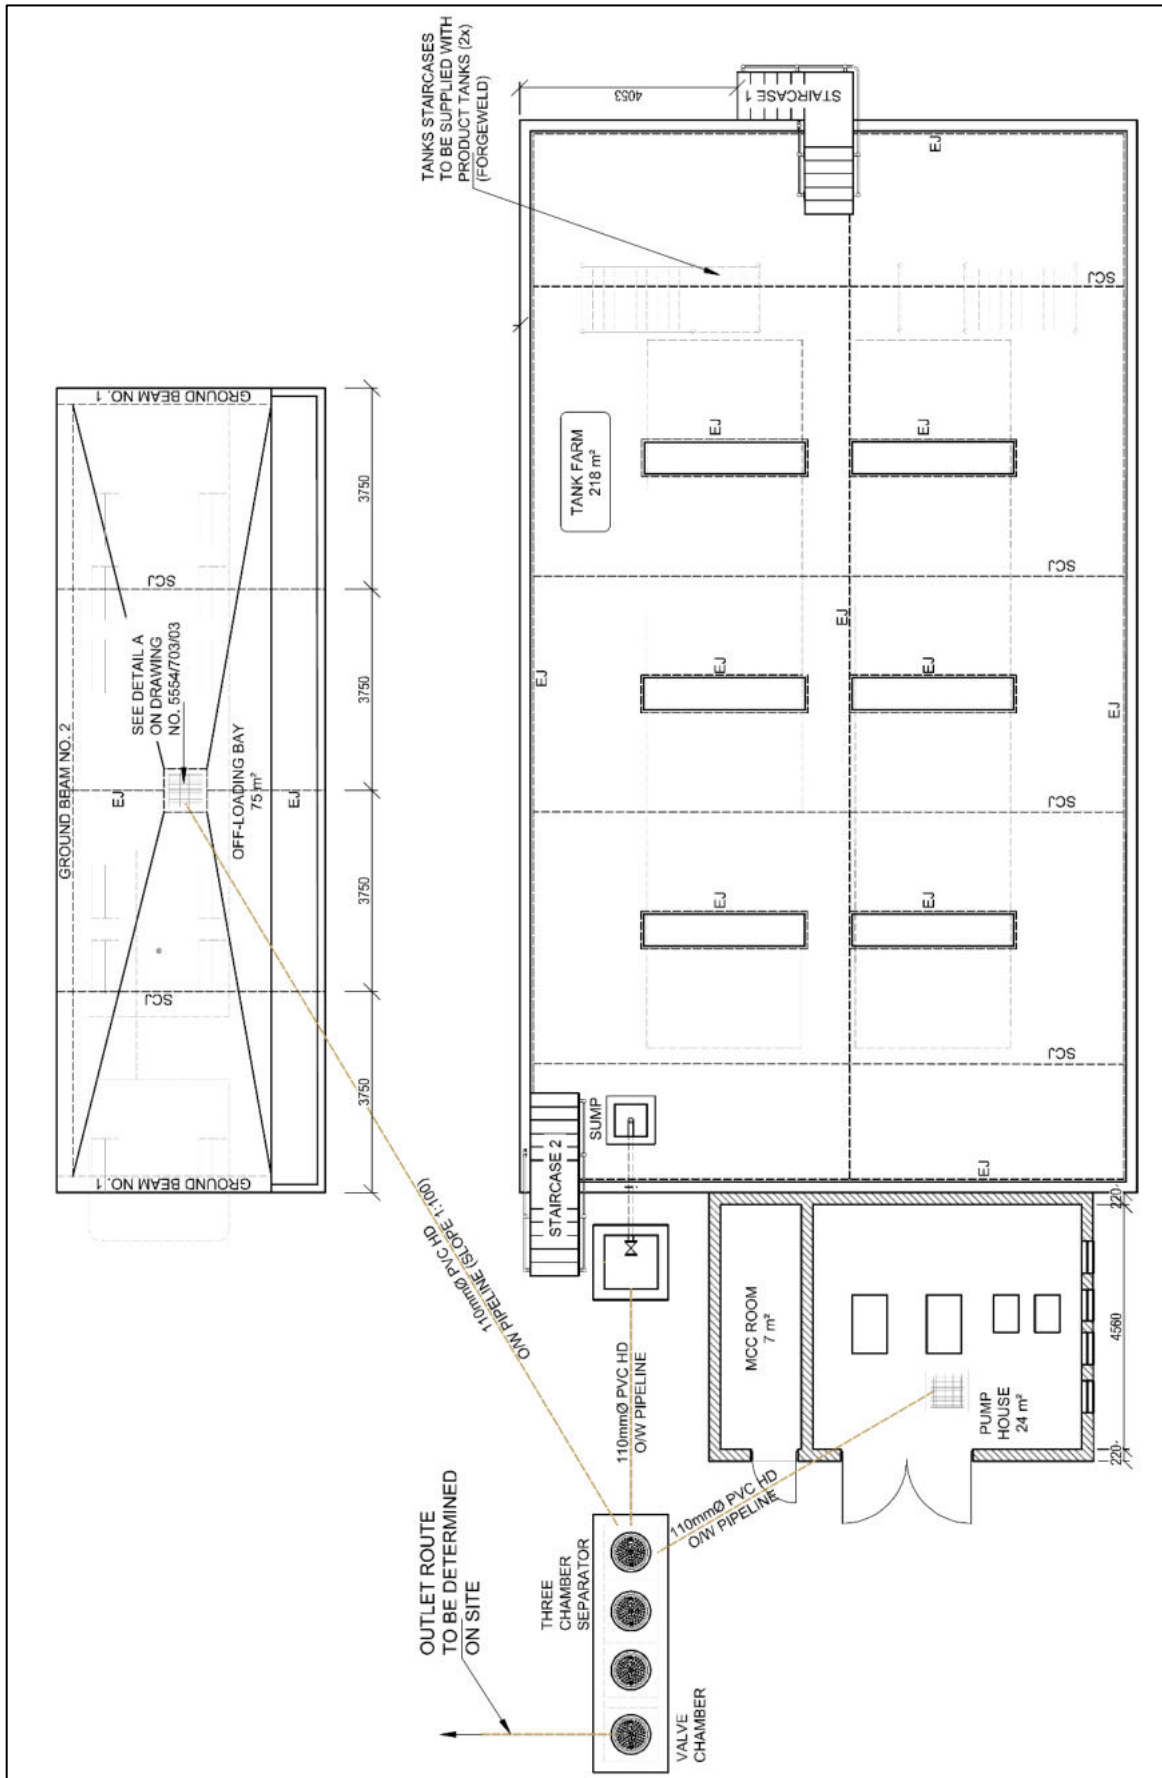 TANKS STAIRCASES
TO BE SUPPLIED WITH
PRODUCT TANKS (2x)
(FORGEWELD)
4053
STAIRCASE 1
EJ
SCJ
GROUND BEAM NO. 1
GROUND BEAM NO. 2
3750
SCJ
SEE DETAIL A
ON DRAWING
NO. 5554/703/03
3750
EJ
OFF-LOADING BAY
75 m²
EJ
3750
SCJ
3750
GROUND BEAM NO. 1
TANK FARM
218 m²
EJ
EJ
SCJ
EJ
EJ
EJ
EJ
EJ
SCJ
EJ
EJ
SCJ
EJ
STAIRCASE 2
SUMP
110mmØ PVC HD
O/W PIPELINE (SLOPE 1:100)
110mmØ PVC HD
O/W PIPELINE
MCC ROOM
7 m²
PUMP
HOUSE
24 m²
220
4560
220
110mmØ PVC HD
O/W PIPELINE
OUTLET ROUTE
TO BE DETERMINED
ON SITE
THREE
CHAMBER
SEPARATOR
VALVE
CHAMBER